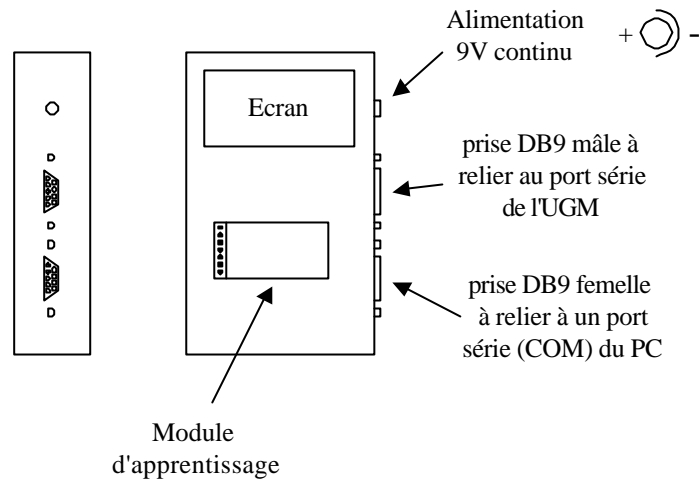 Alimentation
9V continu
+ -
Ecran
prise DB9 mâle à
relier au port série
de l'UGM
prise DB9 femelle
à relier à un port
série (COM) du PC
Module
d'apprentissage